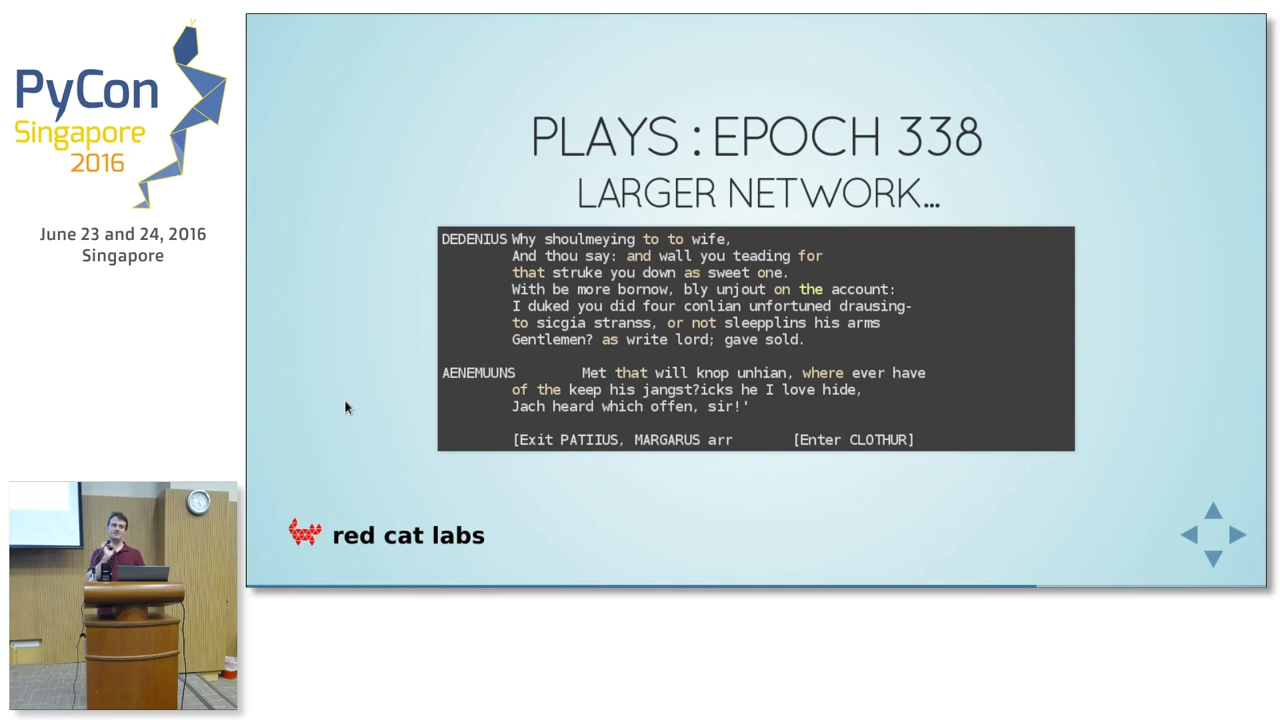 PyCon
Singapore
2016
June 23 and 24, 2016
Singapore
PLAYS : EPOCH 338
LARGER NETWORK...
DEDENIUS Why shoulmeying to to wife,
And thou say: and wall you teading for
that struke you down as sweet one.
With be more bornow, bly unjout on the account:
I duked you did four conlian unfortuned drausing-
to sicgia stranss, or not sleepplins his arms
Gentlemen? as write lord; gave sold.
AENEMUUNS Met that will knop unhian, where ever have
of the keep his jangst?icks he I love hide,
Jach heard which offen, sir!'
[Exit PATIIUS, MARGARUS arr [Enter CLOTHUR]
red cat labs